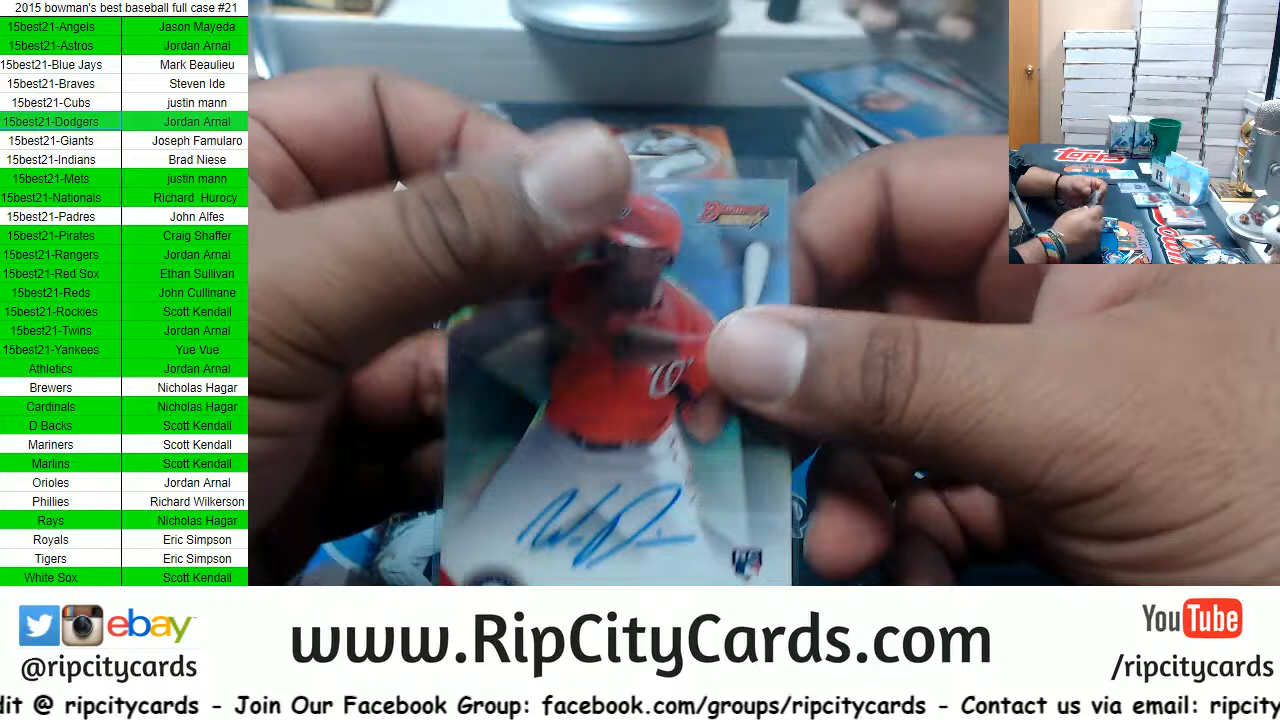 2015 bowman's best baseball full case #21
15best21-Angels Jason Mayeda
15best21-Astros Jordan Arnal
15best21-Blue Jays Mark Beaulieu
15best21-Braves Steven Ide
15best21-Cubs justin mann
15best21-Dodgers Jordan Arnal
15best21-Giants Joseph Famularo
15best21-Indians Brad Niese
15best21-Mets justin mann
15best21-Nationals Richard Hurocy
15best21-Padres John Alfes
15best21-Pirates Craig Shaffer
15best21-Rangers Jordan Arnal
15best21-Red Sox Ethan Sullivan
15best21-Reds John Cullinane
15best21-Rockies Scott Kendall
15best21-Twins Jordan Arnal
15best21-Yankees Yue Vue
Athletics Jordan Arnal
Brewers Nicholas Hagar
Cardinals Nicholas Hagar
D Backs Scott Kendall
Mariners Scott Kendall
Marlins Scott Kendall
Orioles Jordan Arnal
Phillies Richard Wilkerson
Rays Nicholas Hagar
Royals Eric Simpson
Tigers Eric Simpson
White Sox Scott Kendall
topps
ebay
@ripcitycards
www.RipCityCards.com
YouTube
/ripcitycards
dit @ ripcitycards - Join Our Facebook Group: facebook.com/groups/ripcitycards - Contact us via email: ripcity